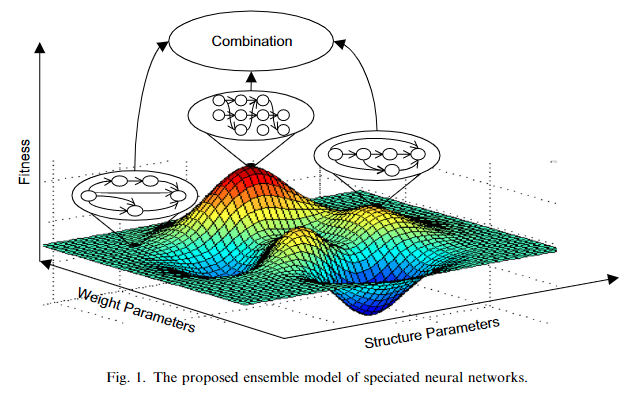 Combination
Fitness
Weight Parameters
Structure Parameters
Fig. 1. The proposed ensemble model of speciated neural networks.